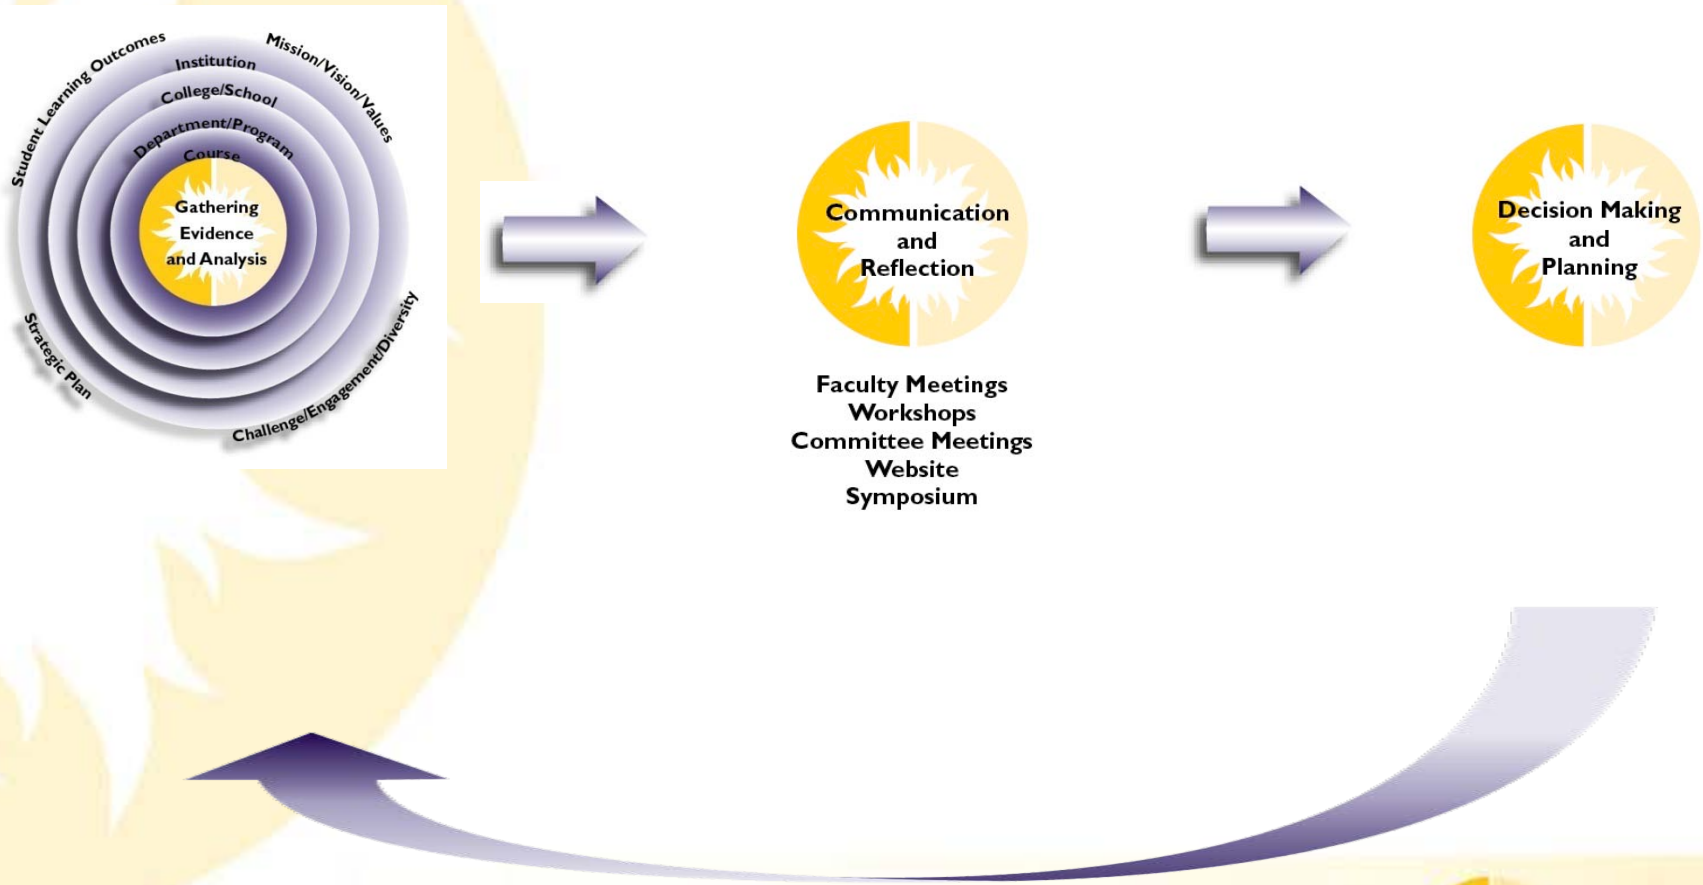 Student Learning Outcomes
Mission/Vision/Values
Institution
College/School
Department/Program
Course
Gathering
Evidence
and Analysis
Strategic Plan
Challenge/Engagement/Diversity
Communication
and
Reflection
Faculty Meetings
Workshops
Committee Meetings
Website
Symposium
Decision Making
and
Planning